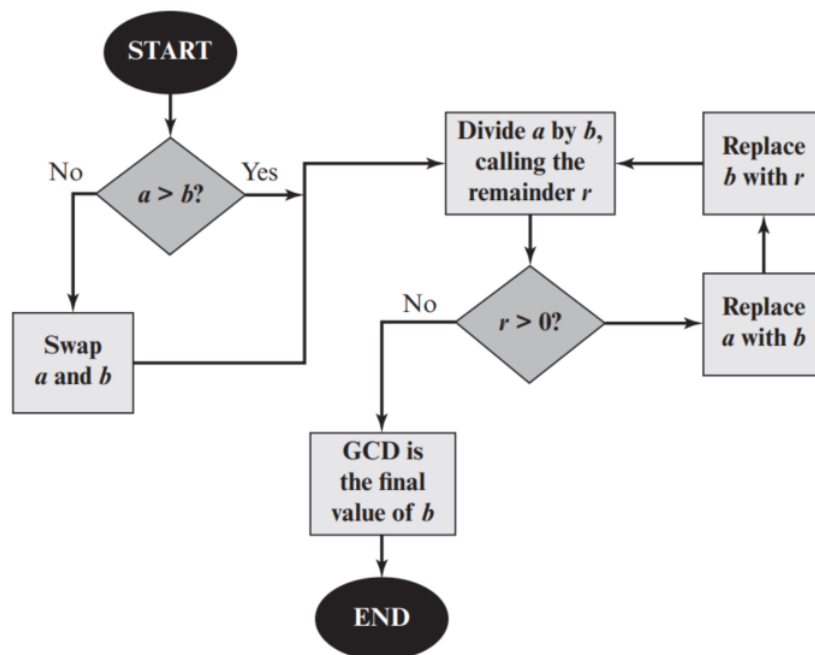 START
No
a > b?
Yes
Swap
a and b
Divide a by b,
calling the
remainder r
Replace
b with r
No
r > 0?
Replace
a with b
GCD is
the final
value of b
END